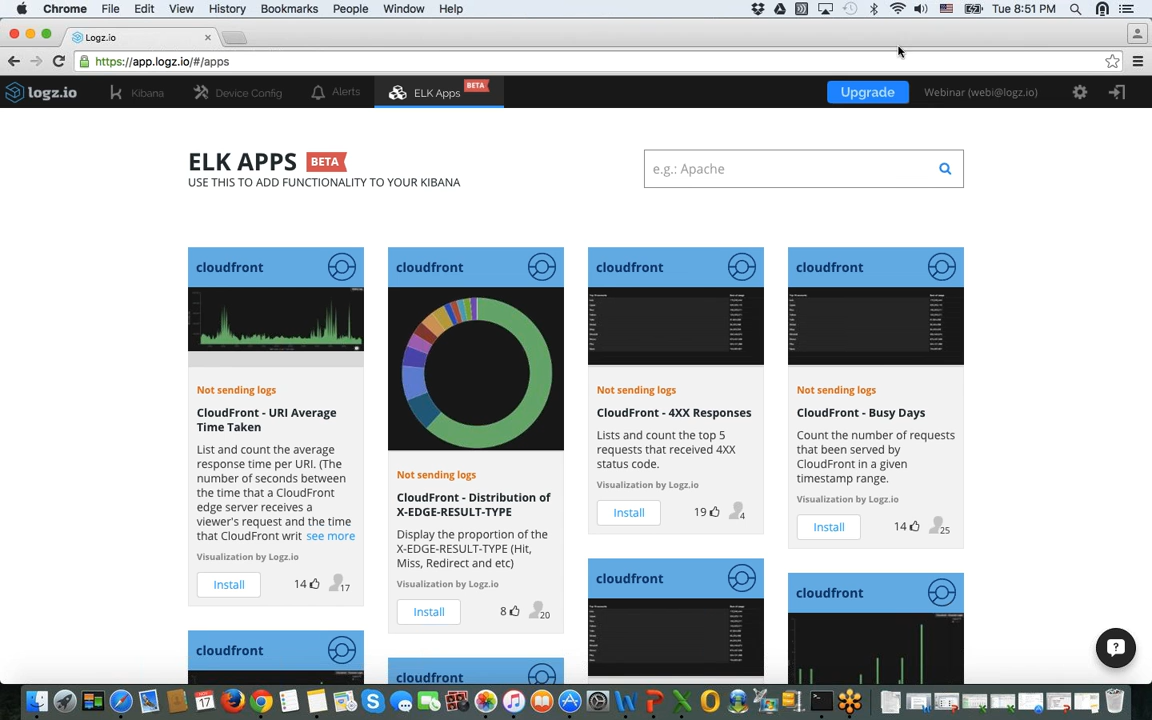 Chrome File Edit View History Bookmarks People Window Help Tue 8:51 PM
Logz.io
https://app.logz.io/#/apps
logz.io Kibana Device Config Alerts ELK Apps BETA Upgrade Webinar (webi@logz.io)
ELK APPS BETA
USE THIS TO ADD FUNCTIONALITY TO YOUR KIBANA
e.g.: Apache
cloudfront
Not sending logs
CloudFront - URI Average
Time Taken
List and count the average
response time per URI. (The
number of seconds between
the time that a CloudFront
edge server receives a
viewer's request and the time
that CloudFront writ see more
Visualization by Logz.io
Install 14 17
cloudfront
cloudfront
Not sending logs
CloudFront - Distribution of
X-EDGE-RESULT-TYPE
Display the proportion of the
X-EDGE-RESULT-TYPE (Hit,
Miss, Redirect and etc)
Visualization by Logz.io
Install 8 20
cloudfront
cloudfront
Not sending logs
CloudFront - 4XX Responses
Lists and count the top 5
requests that received 4XX
status code.
Visualization by Logz.io
Install 19 4
cloudfront
cloudfront
Not sending logs
CloudFront - Busy Days
Count the number of requests
that been served by
CloudFront in a given
timestamp range.
Visualization by Logz.io
Install 14 25
cloudfront
?
17